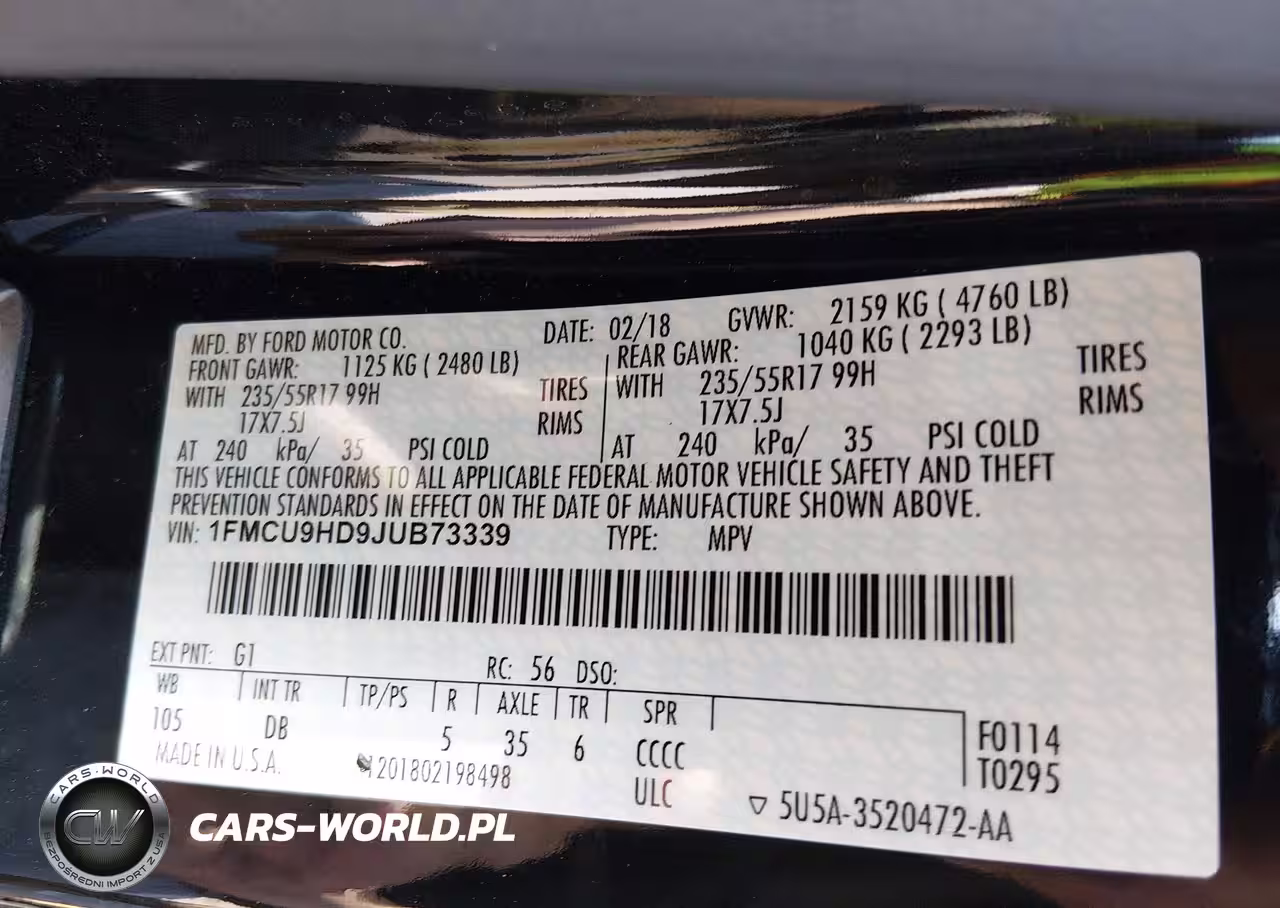 MFD. BY FORD MOTOR CO. DATE: 02/18 GVWR: 2159 KG ( 4760 LB)
FRONT GAWR: 1125 KG ( 2480 LB) REAR GAWR: 1040 KG ( 2293 LB)
WITH 235/55R17 99H TIRES WITH 235/55R17 99H TIRES
17X7.5J RIMS 17X7.5J RIMS
AT 240 kPa/ 35 PSI COLD AT 240 kPa/ 35 PSI COLD
THIS VEHICLE CONFORMS TO ALL APPLICABLE FEDERAL MOTOR VEHICLE SAFETY AND THEFT
PREVENTION STANDARDS IN EFFECT ON THE DATE OF MANUFACTURE SHOWN ABOVE.
VIN: 1FMCU9HD9JUB73339 TYPE: MPV
EXT PNT: G1 RC: 56 DSO:
WB INT TR TP/PS R AXLE TR SPR
105 DB 5 35 6 CCCC F0114
MADE IN U.S.A. 201802198498 ULC T0295
5U5A-3520472-AA
CARS-WORLD
CW
BEZPOŚREDNI IMPORT Z USA
CARS-WORLD.PL